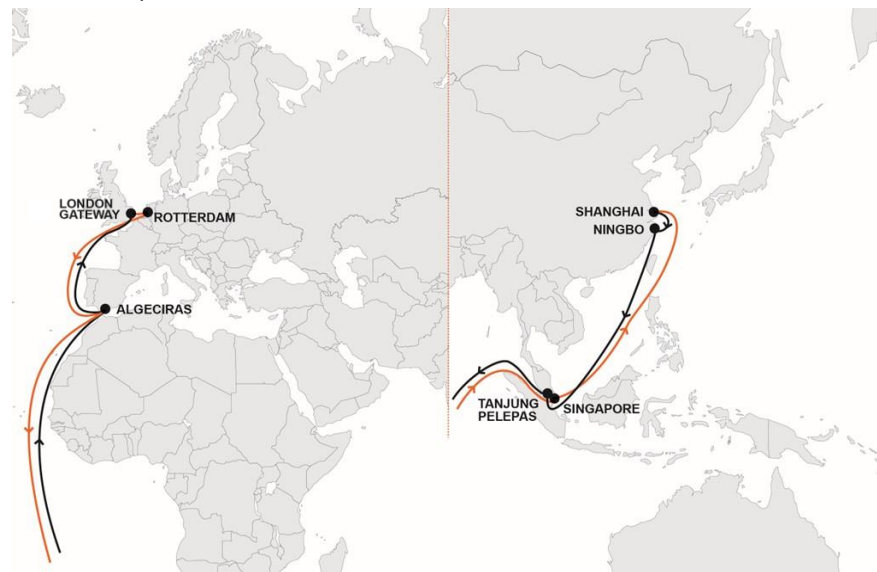 LONDON
GATEWAY
ROTTERDAM
ALGECIRAS
SHANGHAI
NINGBO
TANJUNG
PELEPAS
SINGAPORE